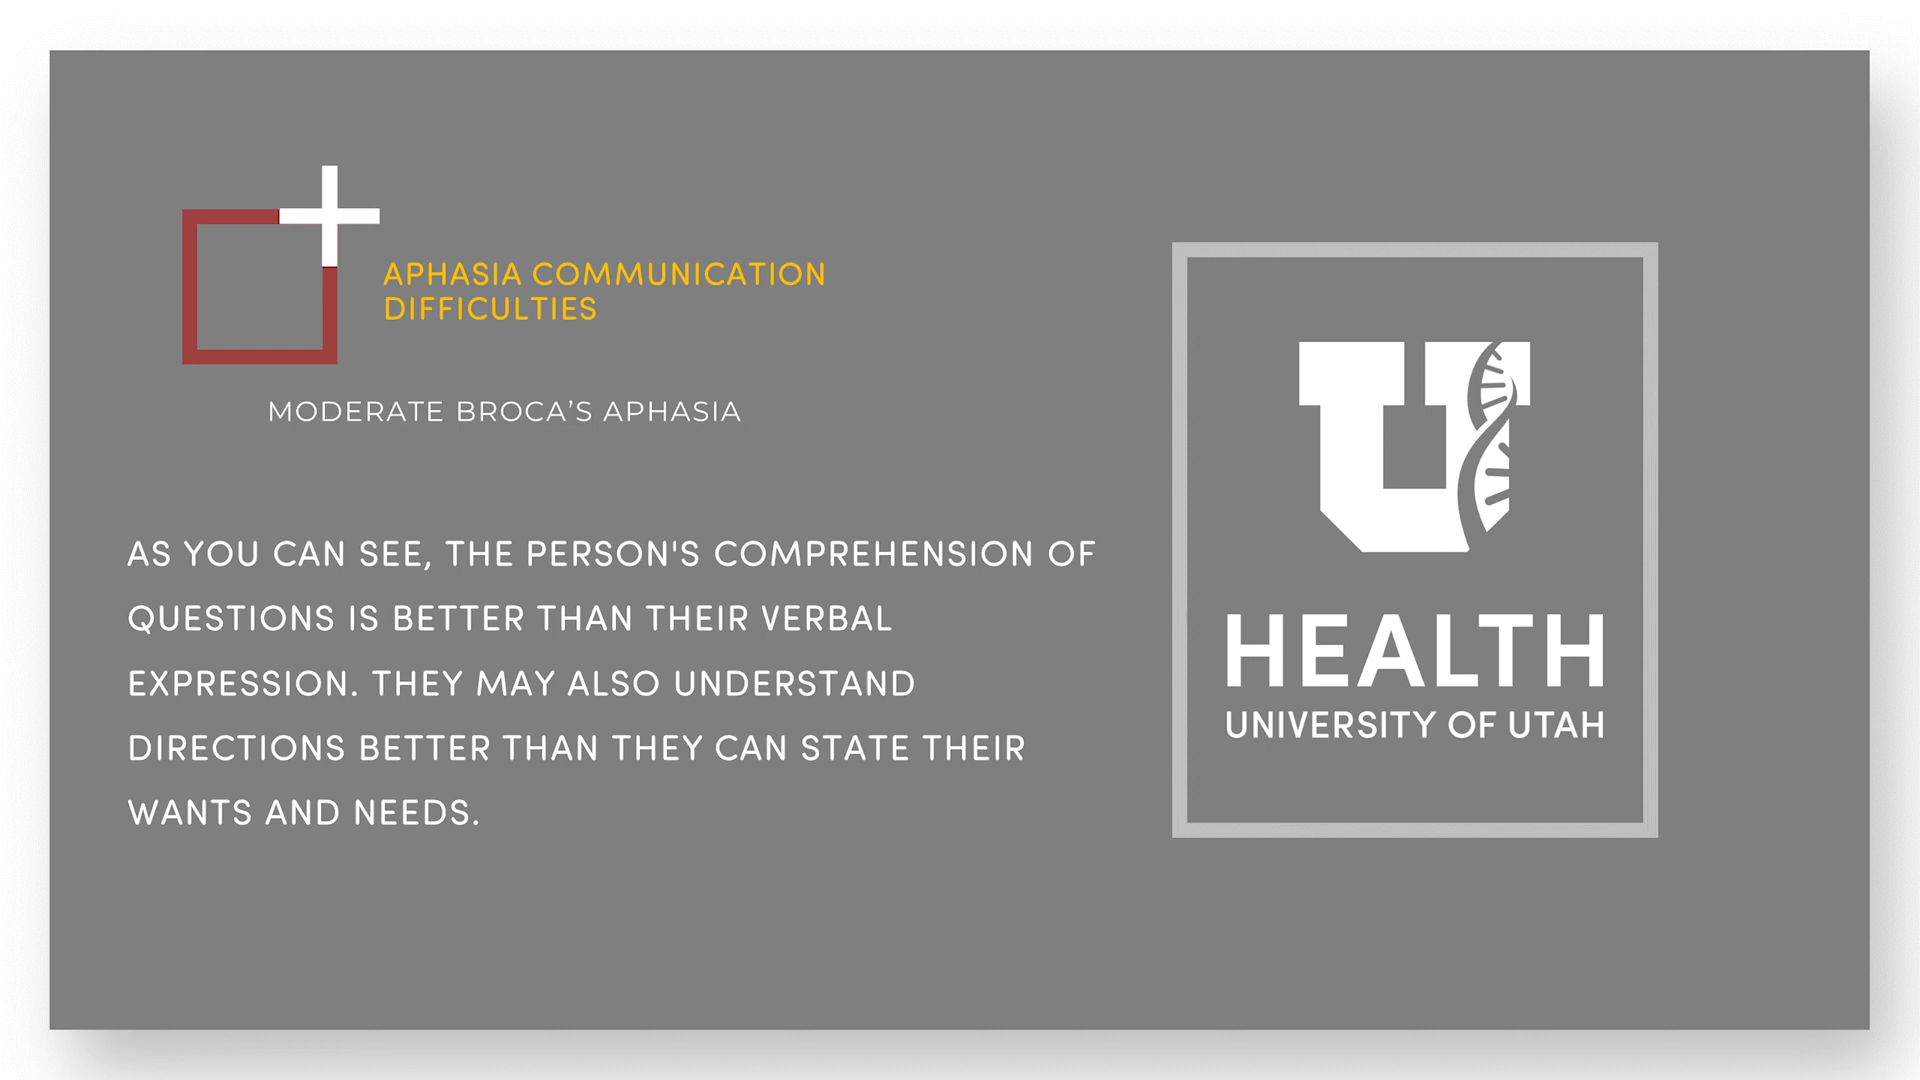 APHASIA COMMUNICATION
DIFFICULTIES
MODERATE BROCA’S APHASIA
AS YOU CAN SEE, THE PERSON'S COMPREHENSION OF
QUESTIONS IS BETTER THAN THEIR VERBAL
EXPRESSION. THEY MAY ALSO UNDERSTAND
DIRECTIONS BETTER THAN THEY CAN STATE THEIR
WANTS AND NEEDS.
U
HEALTH
UNIVERSITY OF UTAH